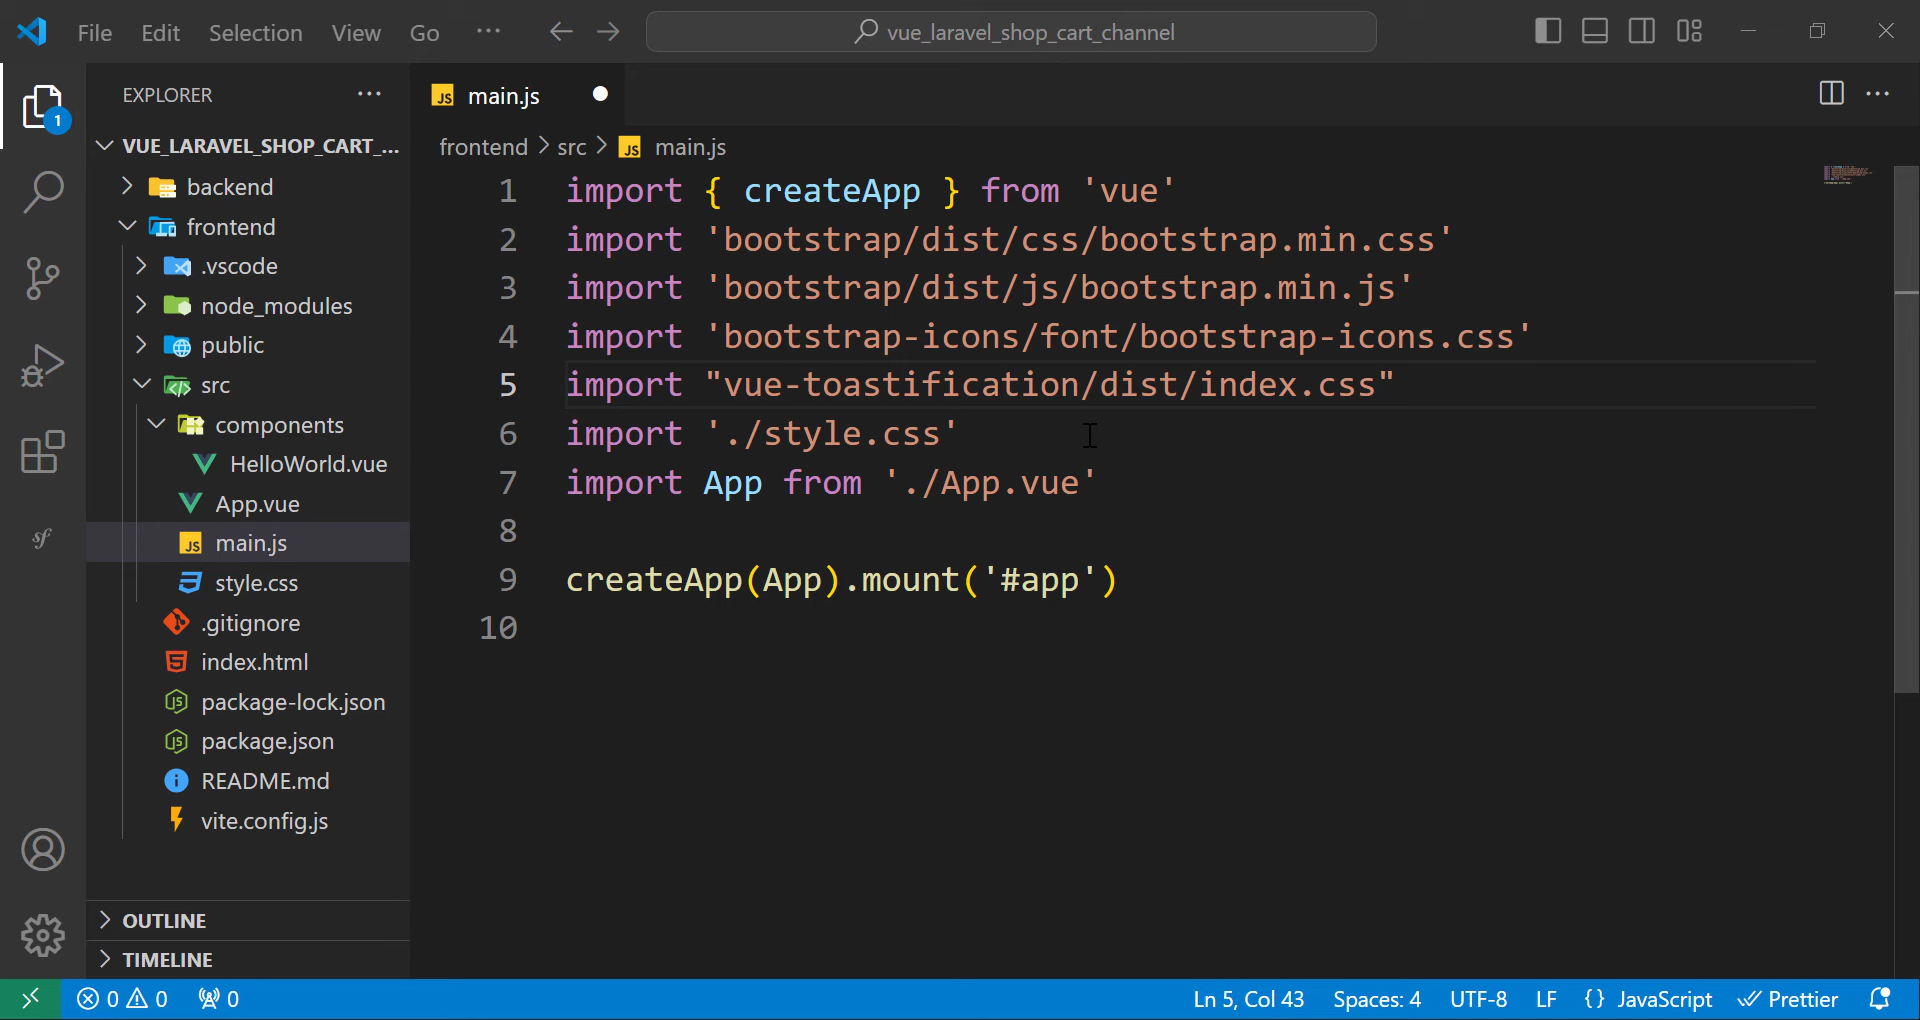 File Edit Selection View Go ... vue_laravel_shop_cart_channel
EXPLORER ...
1
VUE_LARAVEL_SHOP_CART_...
backend
frontend
.vscode
node_modules
public
src
components
HelloWorld.vue
App.vue
JS main.js
style.css
.gitignore
index.html
package-lock.json
package.json
README.md
vite.config.js
OUTLINE
TIMELINE
sf
JS main.js
frontend > src > JS main.js
1 import { createApp } from 'vue'
2 import 'bootstrap/dist/css/bootstrap.min.css'
3 import 'bootstrap/dist/js/bootstrap.min.js'
4 import 'bootstrap-icons/font/bootstrap-icons.css'
5 import "vue-toastification/dist/index.css"
6 import './style.css'
7 import App from './App.vue'
8
9 createApp(App).mount('#app')
10
0 0 0 Ln 5, Col 43 Spaces: 4 UTF-8 LF {} JavaScript Prettier